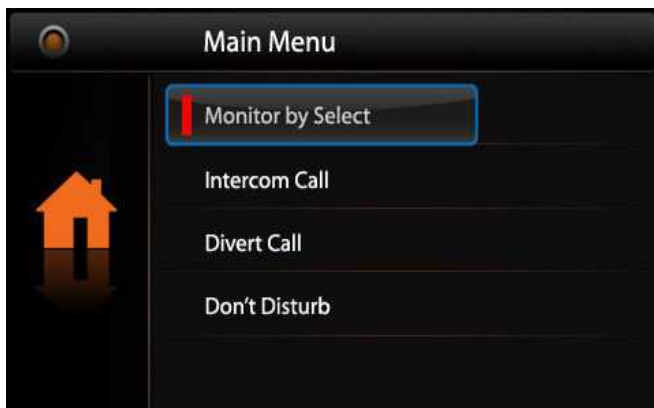 Main Menu
Monitor by Select
Intercom Call
Divert Call
Don't Disturb